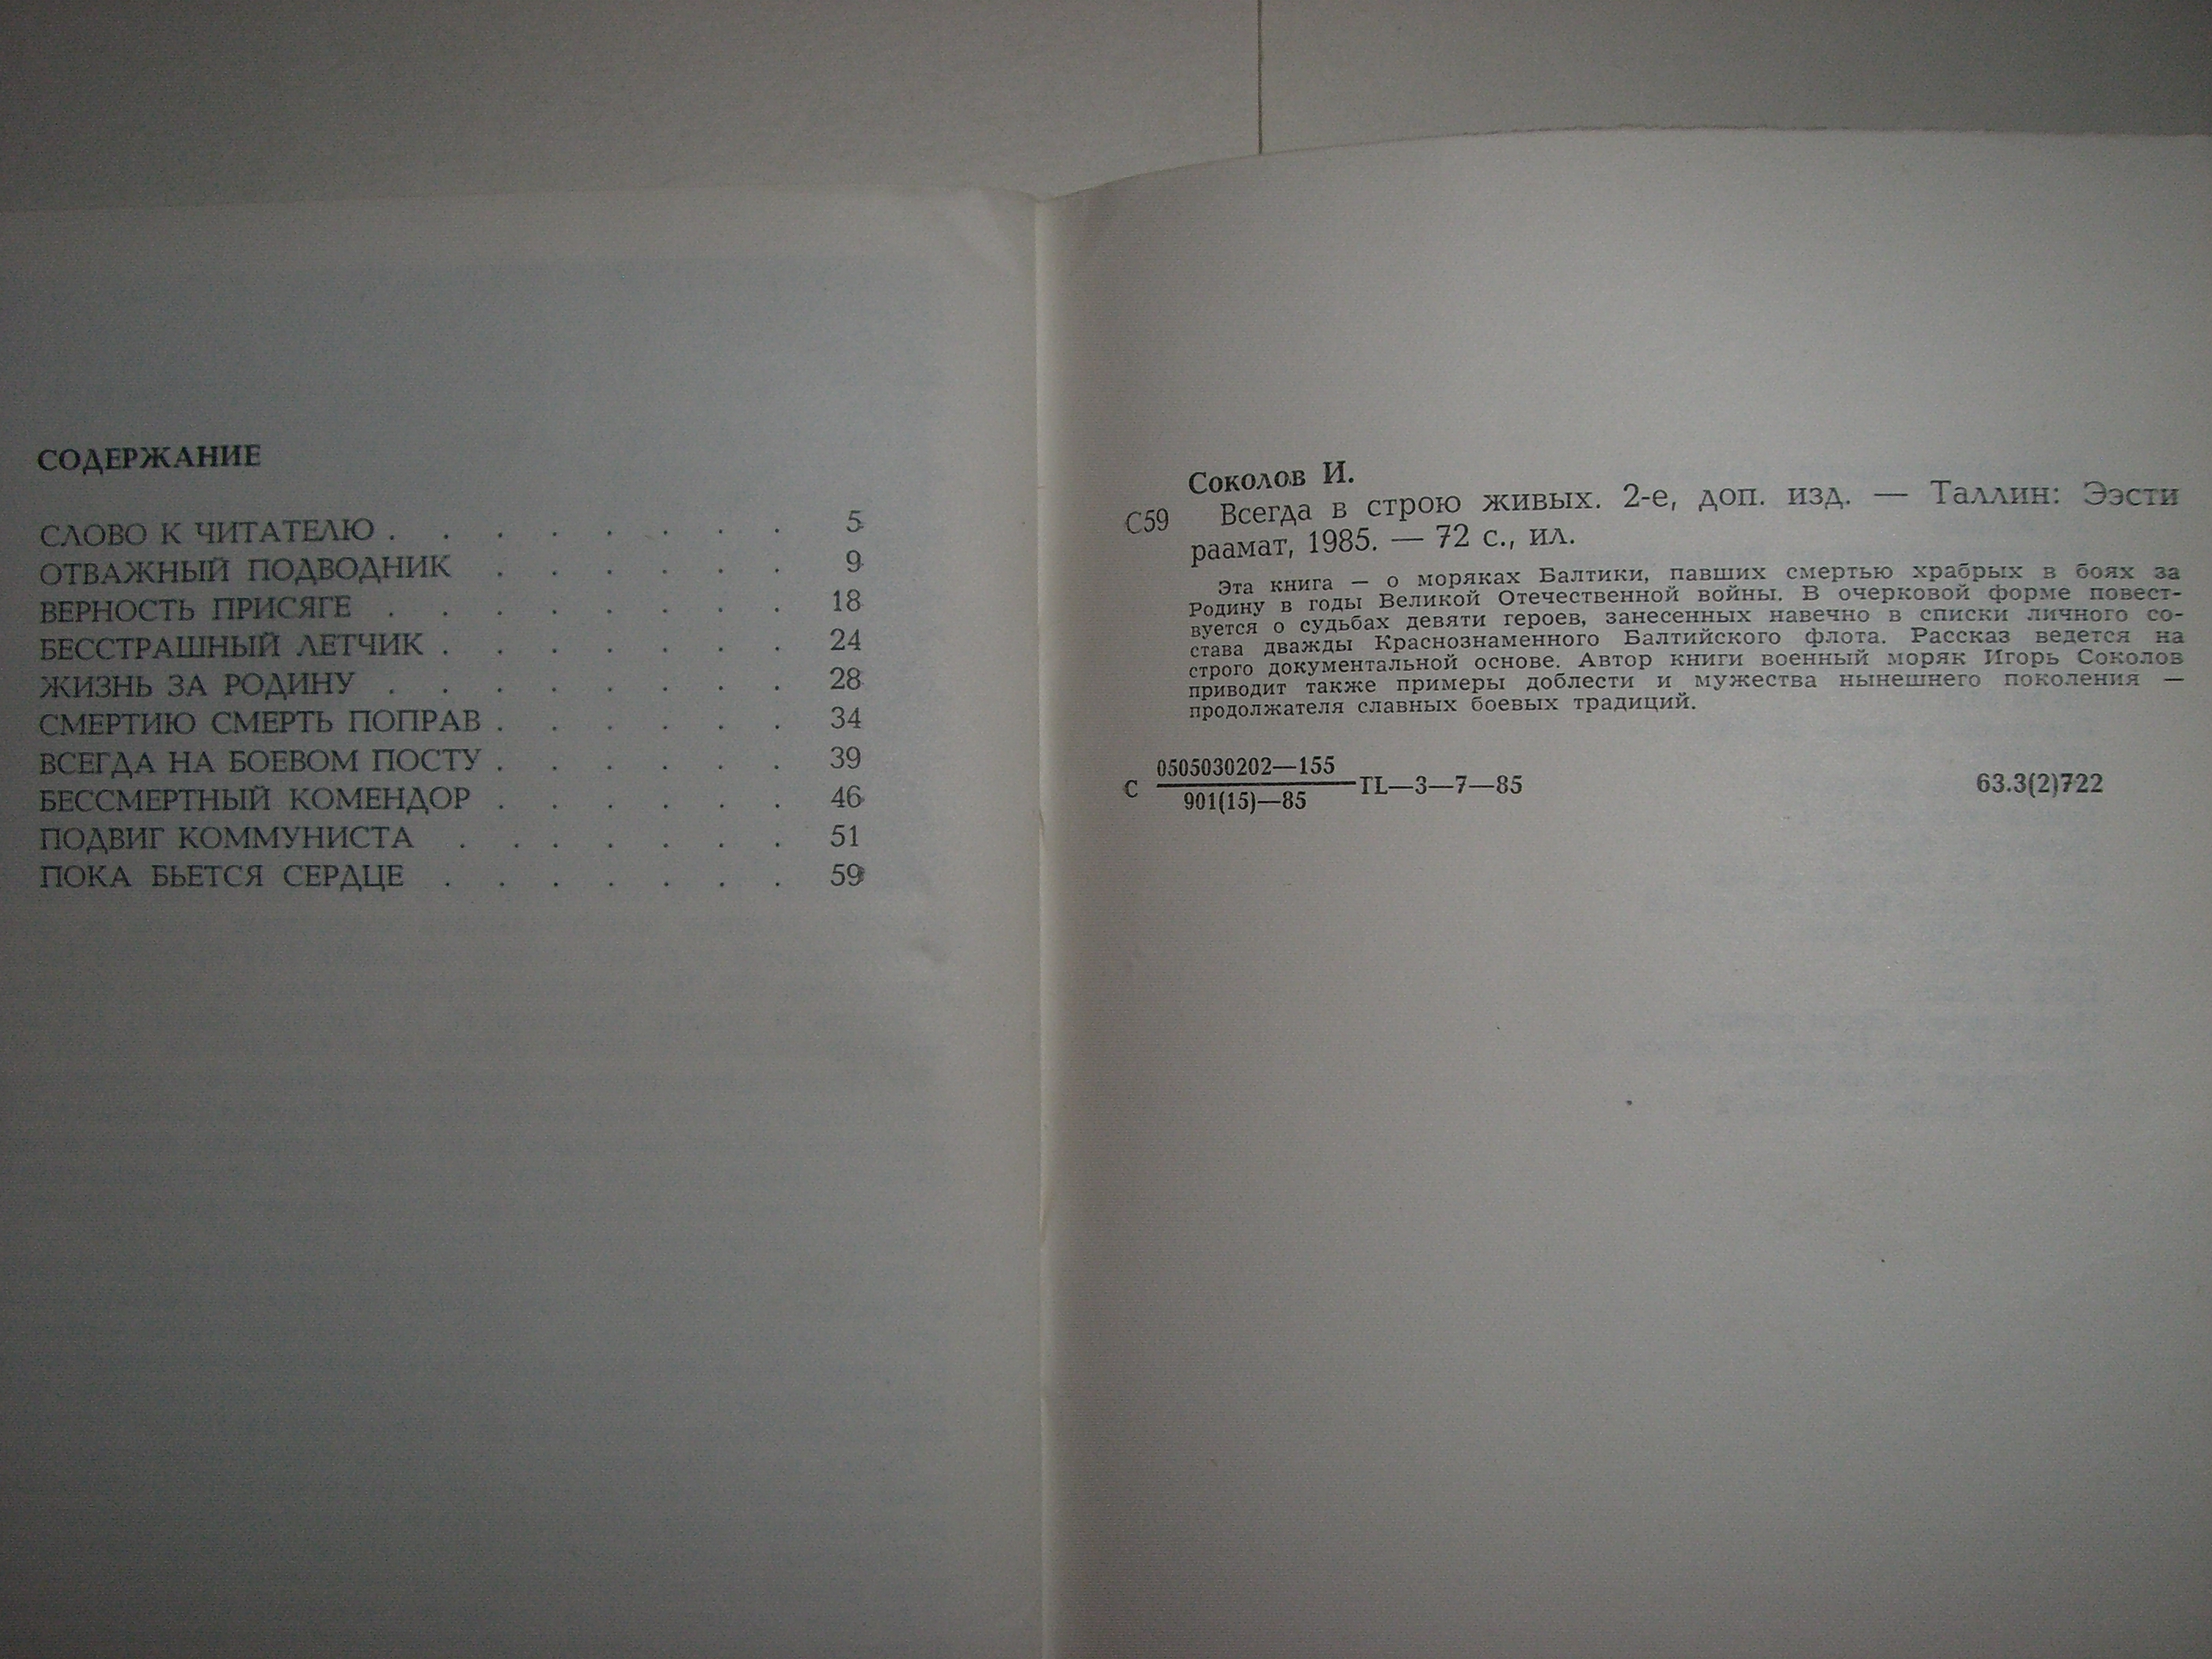 СОДЕРЖАНИЕ
СЛОВО К ЧИТАТЕЛЮ . . . . . . . . 5
ОТВАЖНЫЙ ПОДВОДНИК . . . . . . 9
ВЕРНОСТЬ ПРИСЯГЕ . . . . . . . . 18
БЕССТРАШНЫЙ ЛЕТЧИК . . . . . . . 24
ЖИЗНЬ ЗА РОДИНУ . . . . . . . . 28
СМЕРТИЮ СМЕРТЬ ПОПРАВ . . . . . . 34
ВСЕГДА НА БОЕВОМ ПОСТУ . . . . . . 39
БЕССМЕРТНЫЙ КОМЕНДОР . . . . . . 46
ПОДВИГ КОММУНИСТА . . . . . . . 51
ПОКА БЬЕТСЯ СЕРДЦЕ . . . . . . . 59
Соколов И.
С59 Всегда в строю живых. 2-е, доп. изд. — Таллин: Ээсти
раамат, 1985. — 72 с., ил.
Эта книга — о моряках Балтики, павших смертью храбрых в боях за
Родину в годы Великой Отечественной войны. В очерковой форме повест-
вуется о судьбах девяти героев, занесенных навечно в списки личного со-
става дважды Краснознаменного Балтийского флота. Рассказ ведется на
строго документальной основе. Автор книги военный моряк Игорь Соколов
приводит также примеры доблести и мужества нынешнего поколения —
продолжателя славных боевых традиций.
0505030202—155
С TL—3—7—85 63.3(2)722
901(15)—85